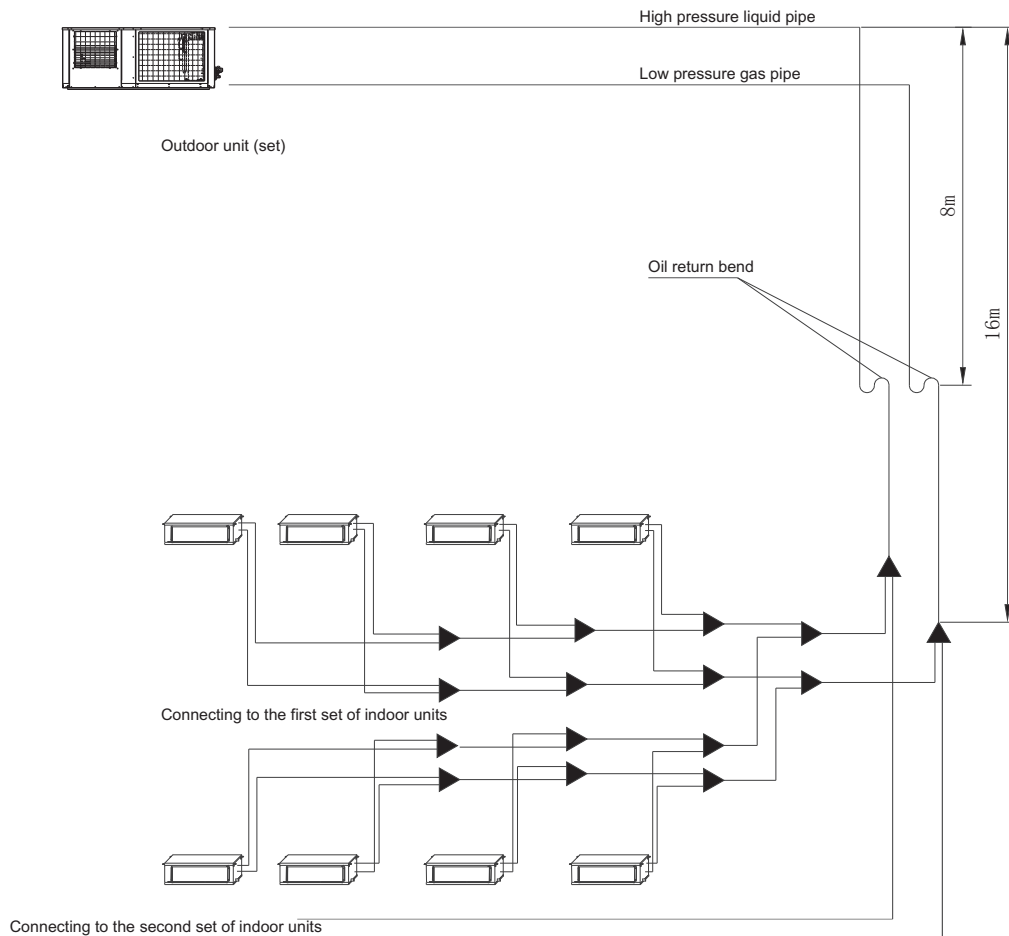 High pressure liquid pipe
Low pressure gas pipe
Outdoor unit (set)
8m
Oil return bend
16m
Connecting to the first set of indoor units
Connecting to the second set of indoor units